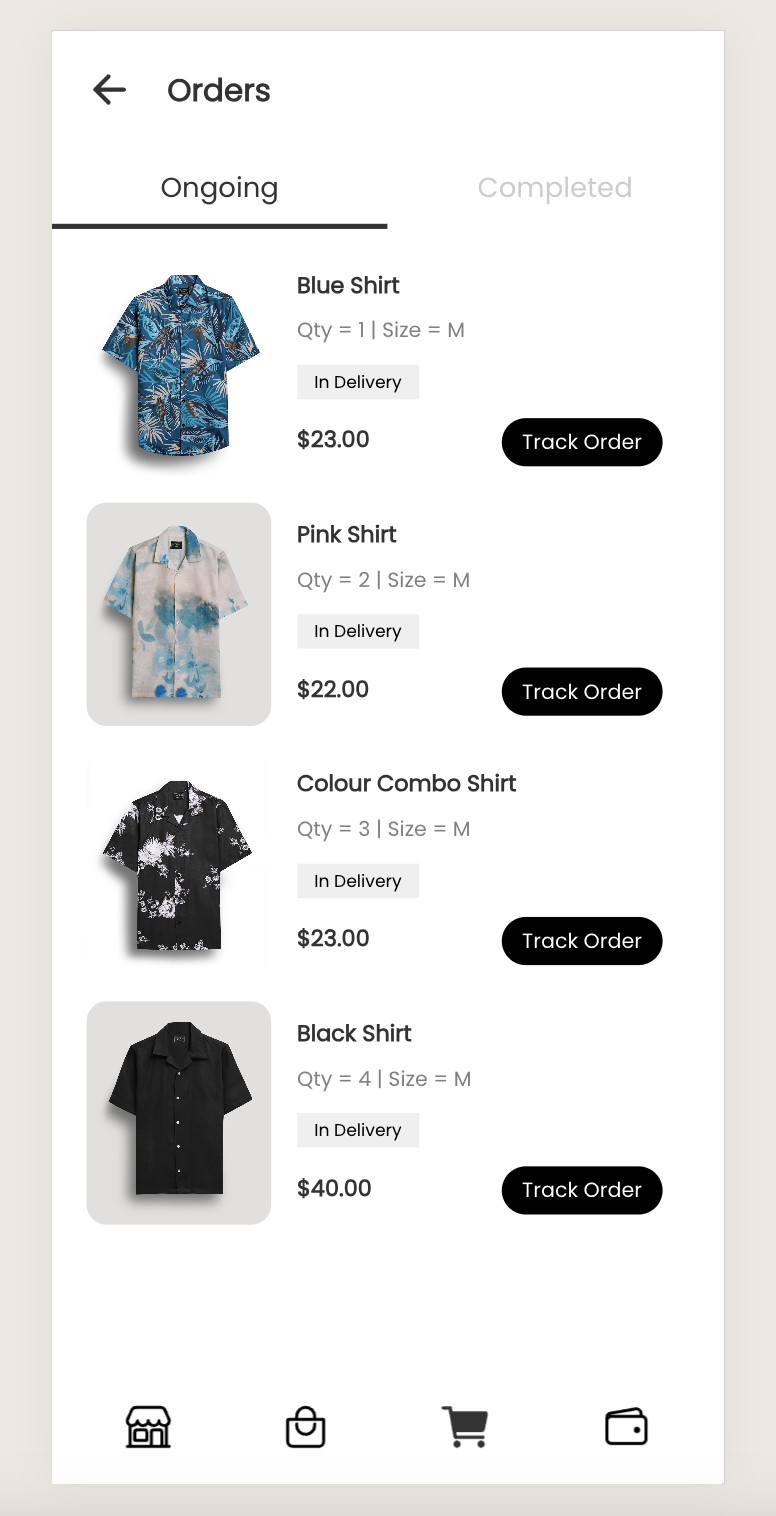 Orders
Ongoing
Completed
Blue Shirt
Qty = 1 | Size = M
In Delivery
$23.00
Track Order
Pink Shirt
Qty = 2 | Size = M
In Delivery
$22.00
Track Order
Colour Combo Shirt
Qty = 3 | Size = M
In Delivery
$23.00
Track Order
Black Shirt
Qty = 4 | Size = M
In Delivery
$40.00
Track Order